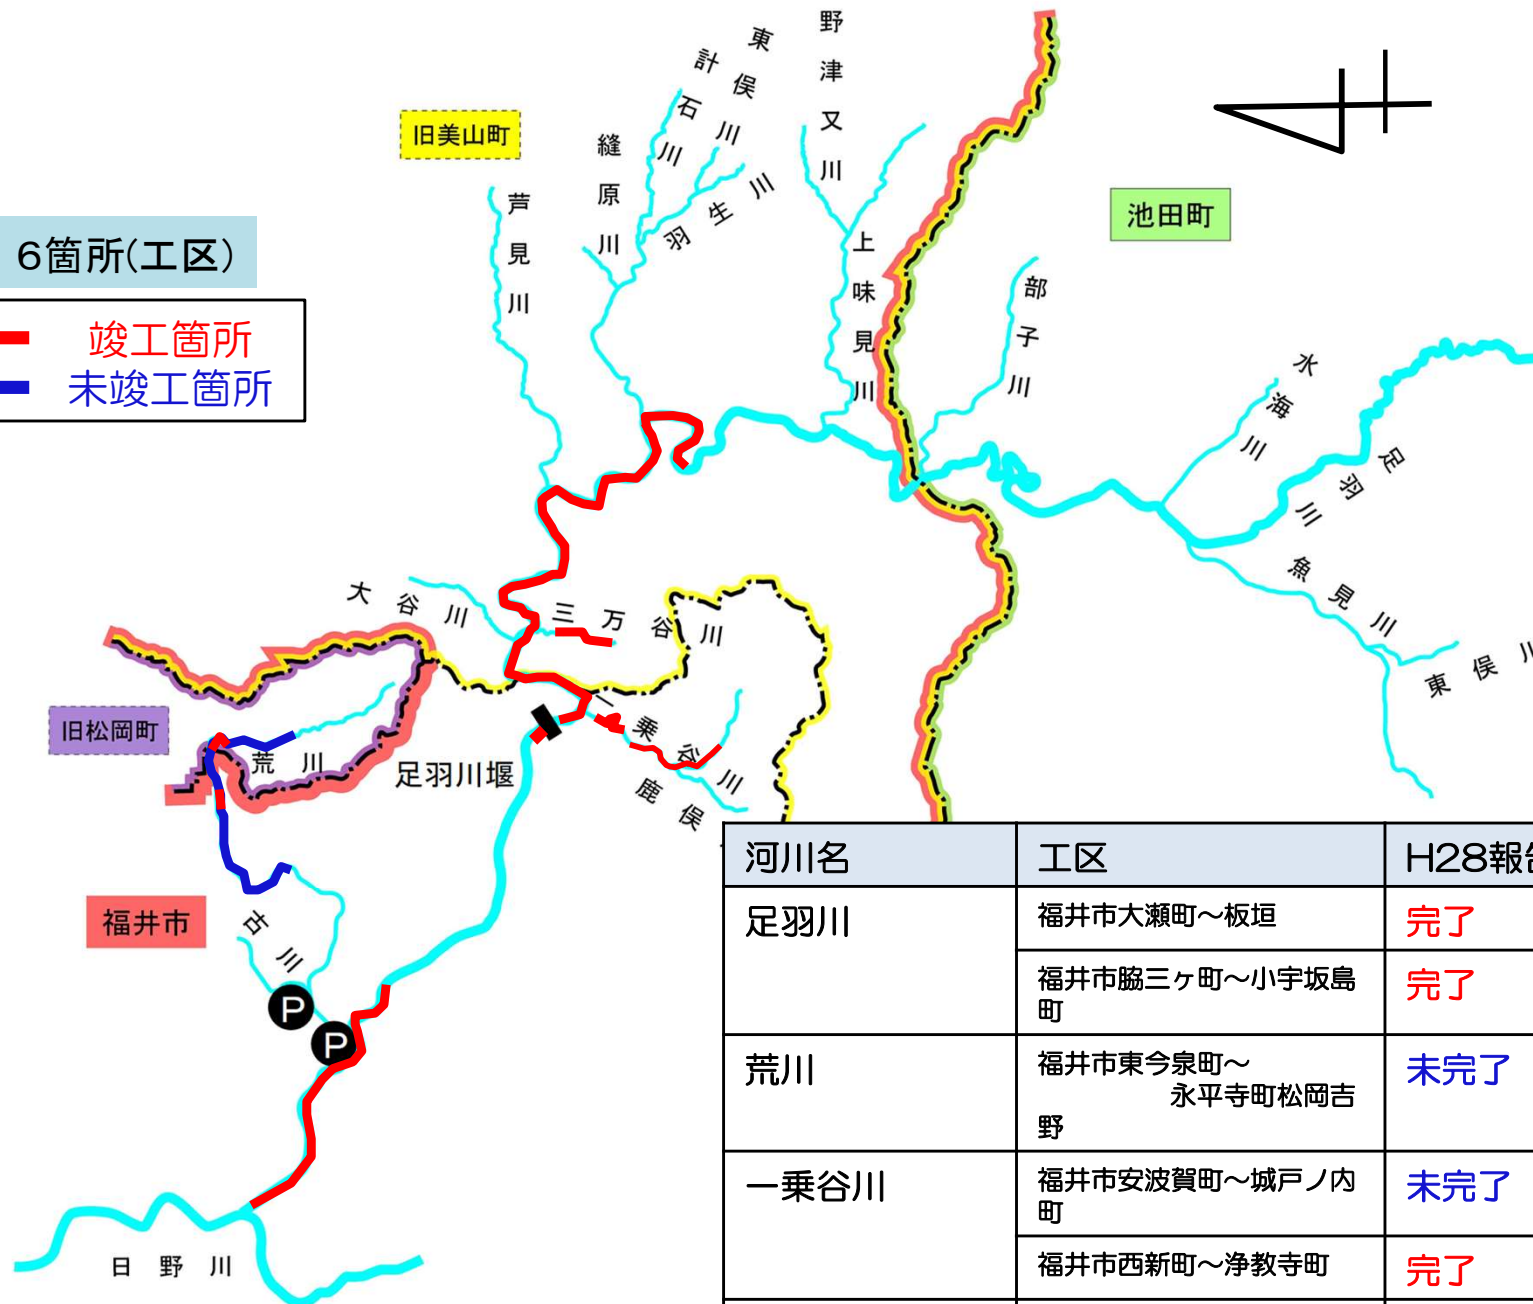 野津又川
東俣川
計石川
旧美山町
縫原川
羽生川
芦見川
池田町
6箇所(工区)
上味見川
部子川
竣工箇所
未竣工箇所
水海川
足羽川
魚見川
東俣川
大谷川
三万谷川
旧松岡町
荒川
足羽川堰
一乗谷川
鹿俣
福井市
古川
P
P
日野川
河川名 工区 H28報告
足羽川 福井市大瀬町～板垣 完了
福井市脇三ヶ町～小宇坂島
町 完了
荒川 福井市東今泉町～
永平寺町松岡吉
野 未完了
一乗谷川 福井市安波賀町～城戸ノ内
町 未完了
福井市西新町～浄教寺町 完了